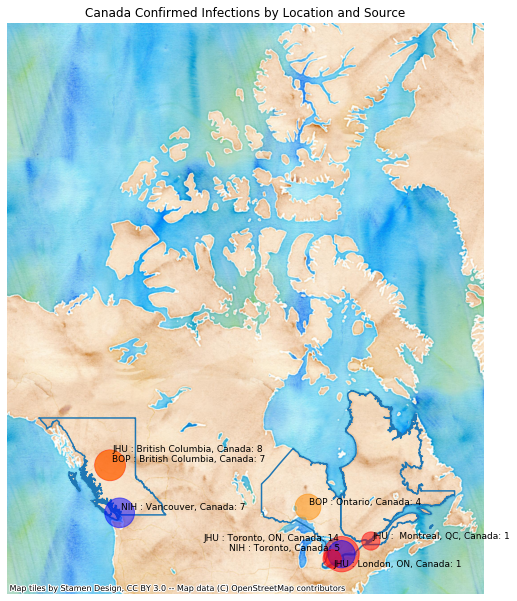 Canada Confirmed Infections by Location and Source
JHU : British Columbia, Canada: 8
BOP : British Columbia, Canada: 7
NIH : Vancouver, Canada: 7
BOP : Ontario, Canada: 4
JHU : Toronto, ON, Canada: 14
JHU :  Montreal, QC, Canada: 1
NIH : Toronto, Canada: 5
JHU : London, ON, Canada: 1
Map tiles by Stamen Design, CC BY 3.0 -- Map data (C) OpenStreetMap contributors